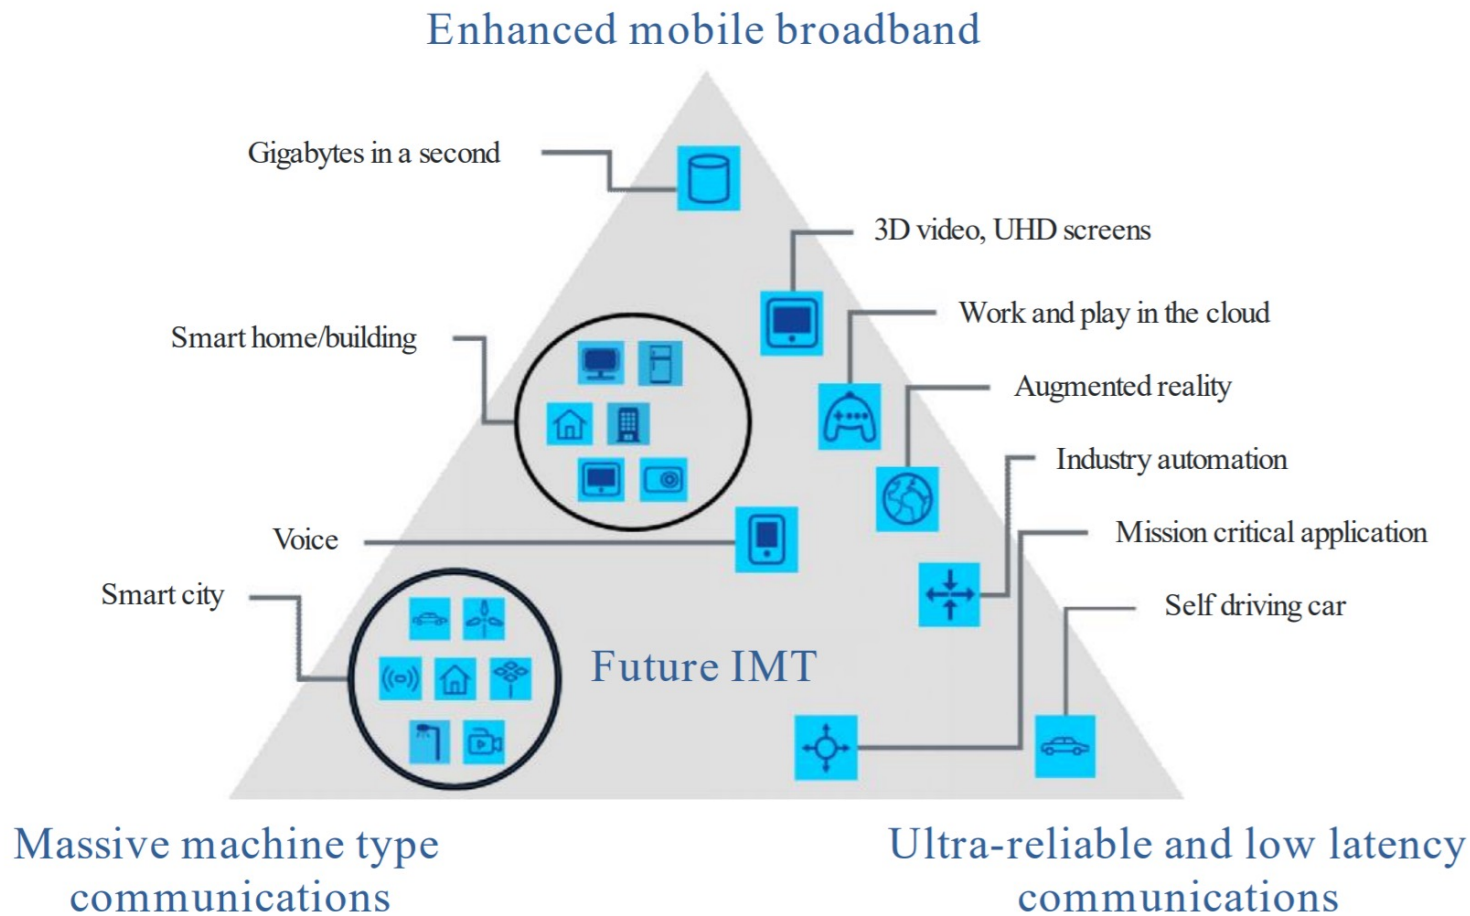 Enhanced mobile broadband
Gigabytes in a second
3D video, UHD screens
Work and play in the cloud
Smart home/building
Augmented reality
Industry automation
Mission critical application
Voice
Smart city
Self driving car
Future IMT
Massive machine type
communications
Ultra-reliable and low latency
communications